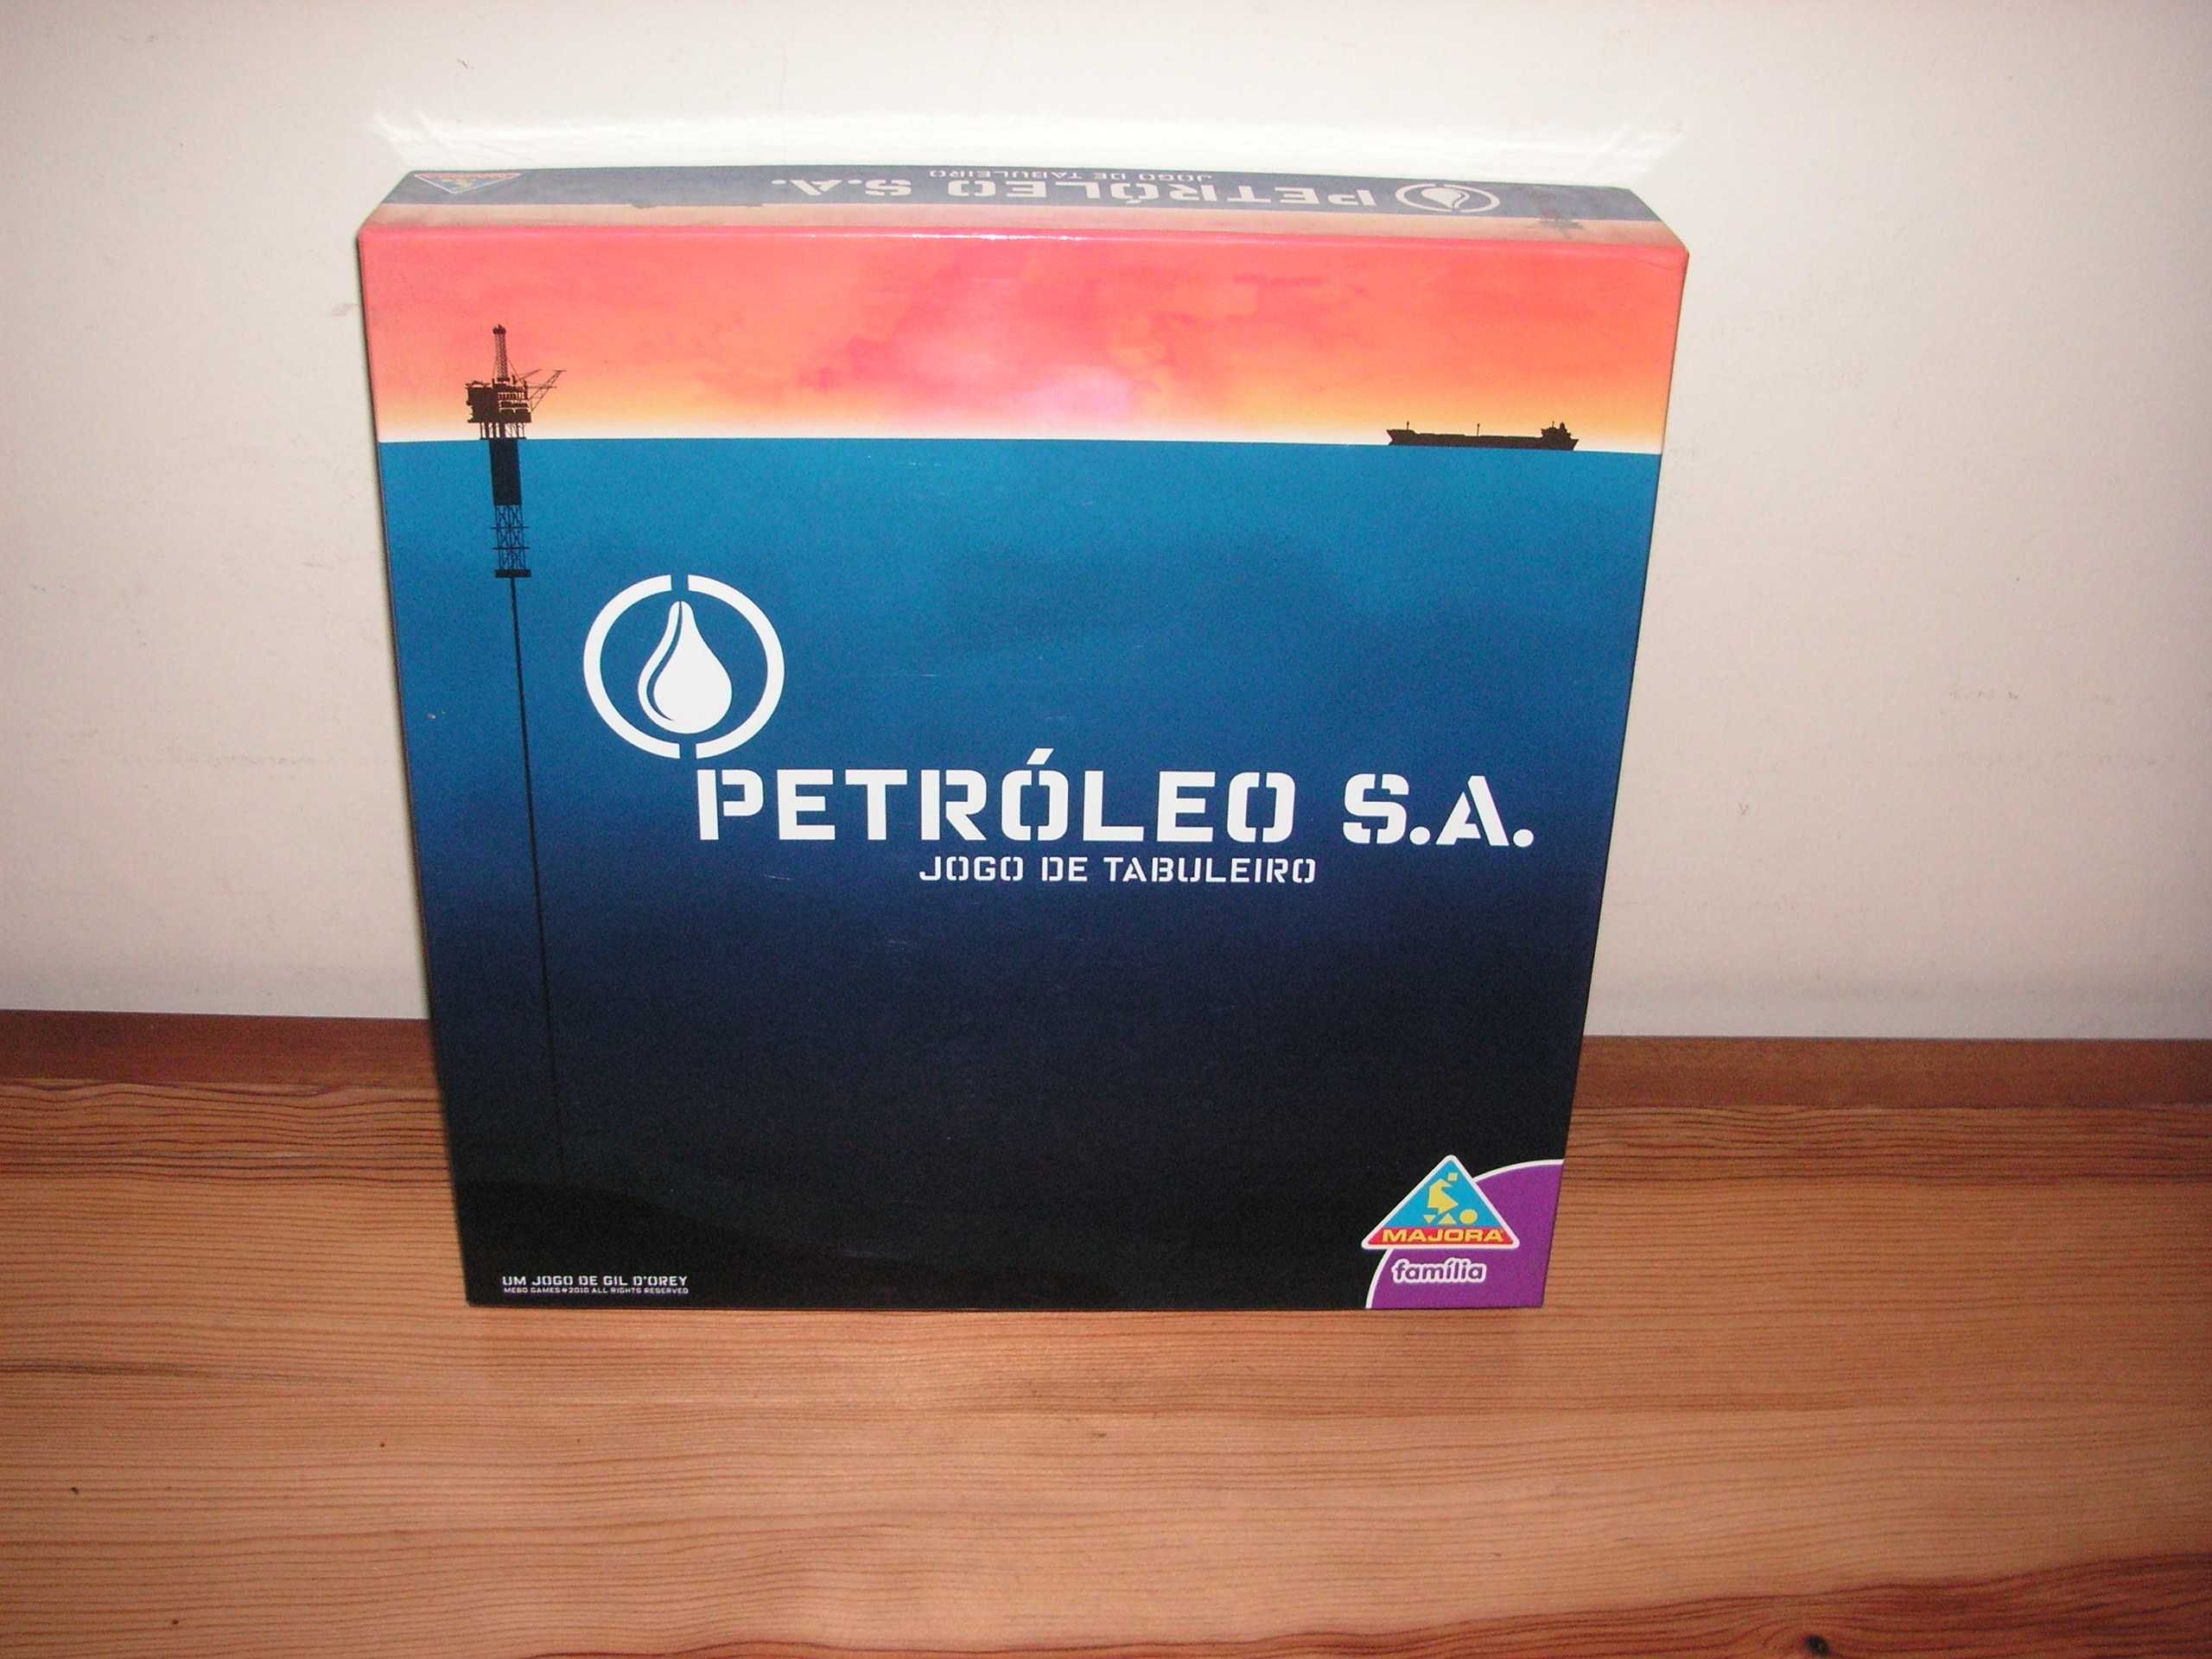 PETRÓLEO S.A.
JOGO DE TABULEIRO
PETRÓLEO S.A.
JOGO DE TABULEIRO
UM JOGO DE GIL D'OREY
MEBO GAMES © 2010 ALL RIGHTS RESERVED
MAJORA
família